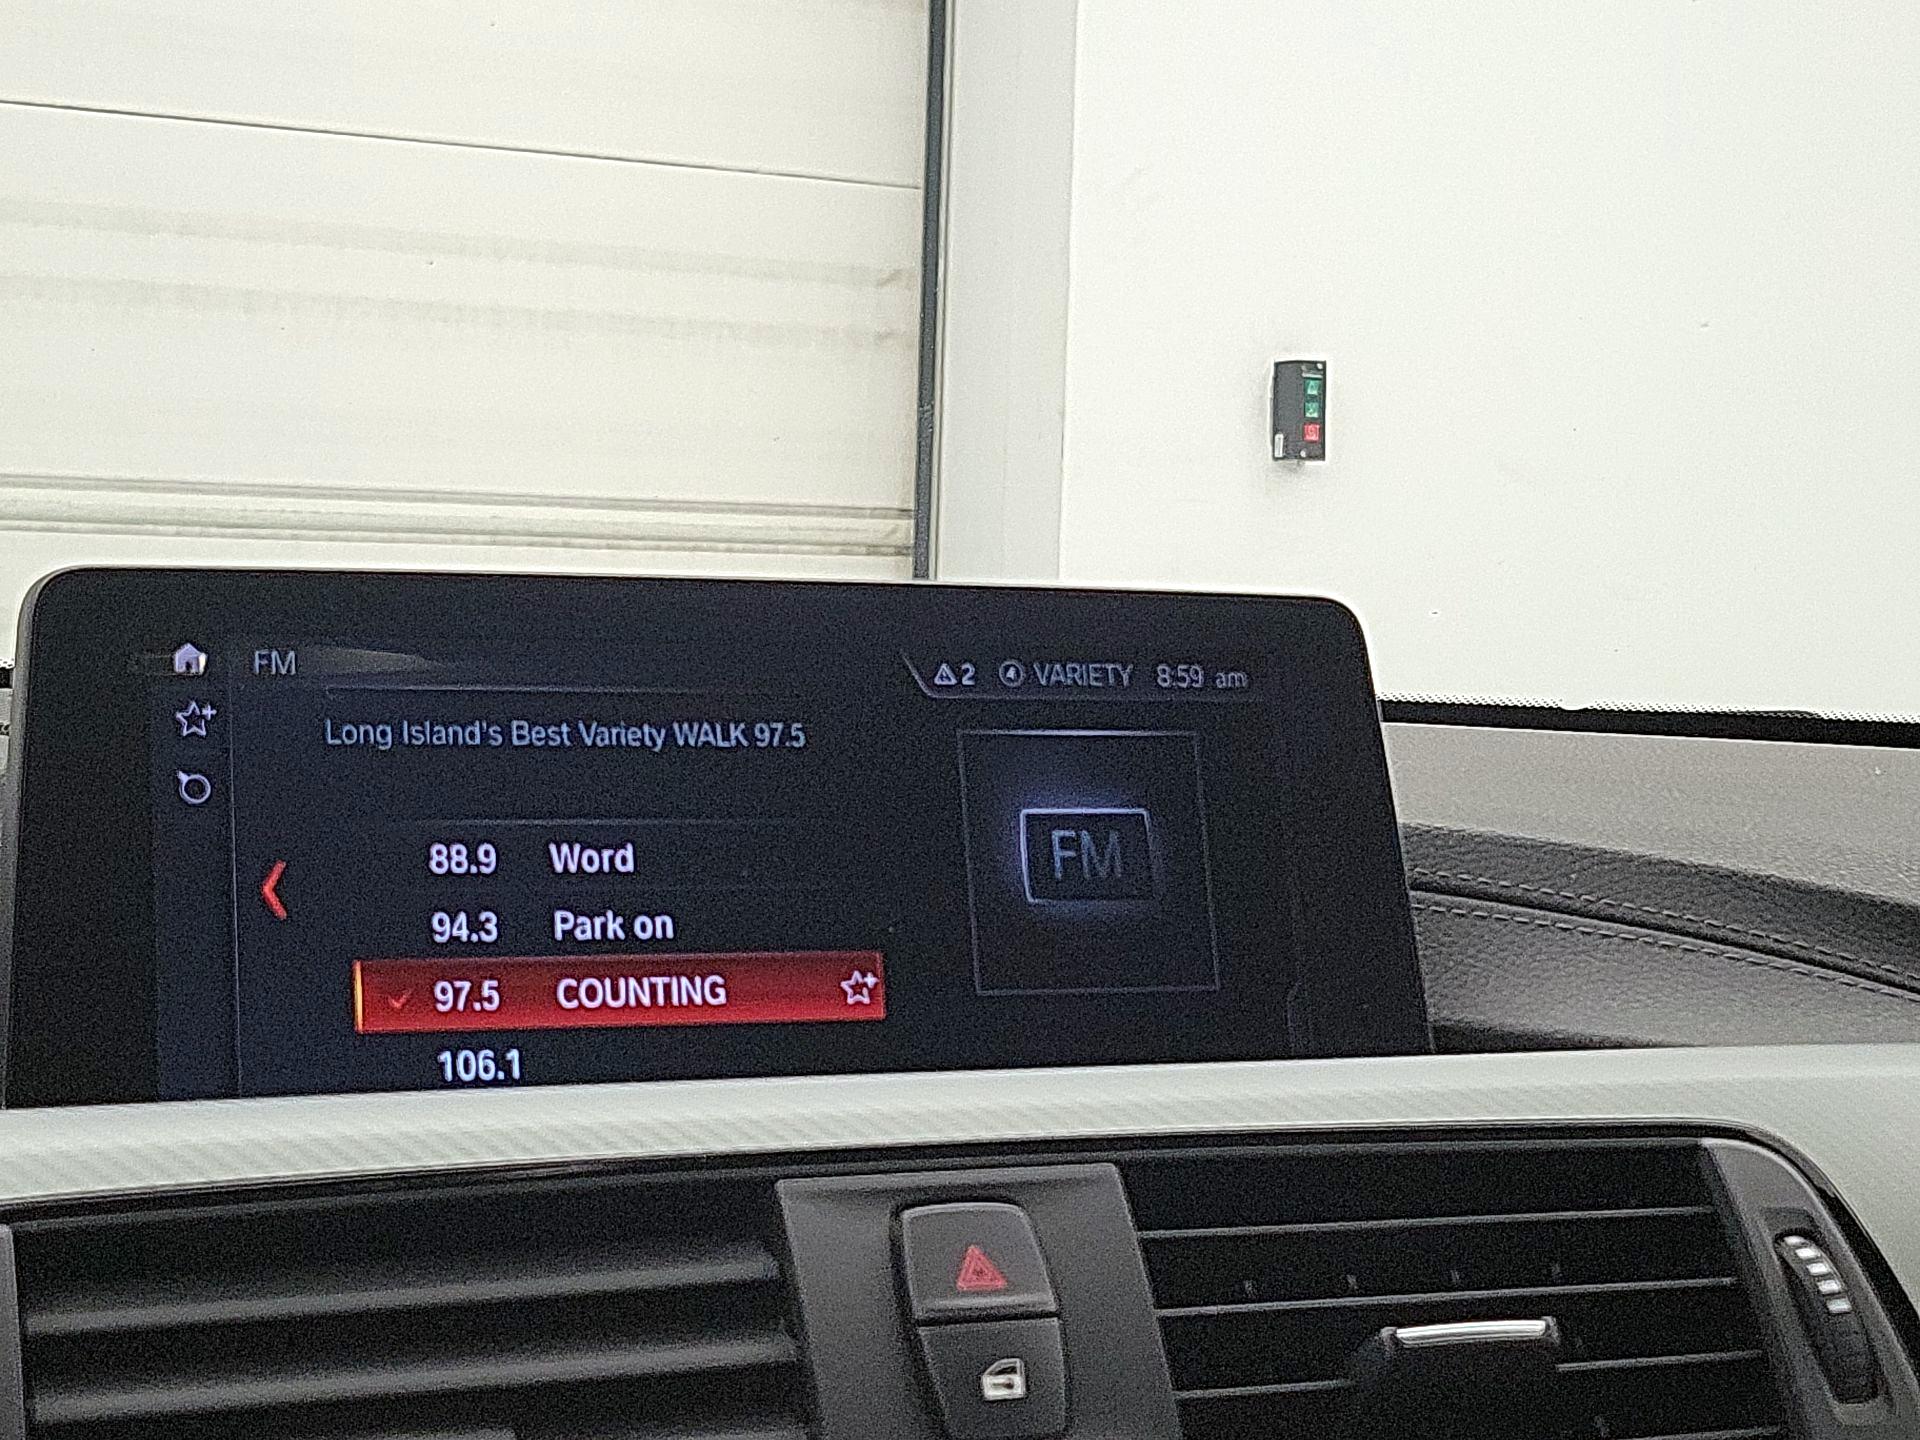 FM
2 VARIETY 8:59 am
Long Island's Best Variety WALK 97.5
88.9 Word
94.3 Park on
97.5 COUNTING
106.1
FM